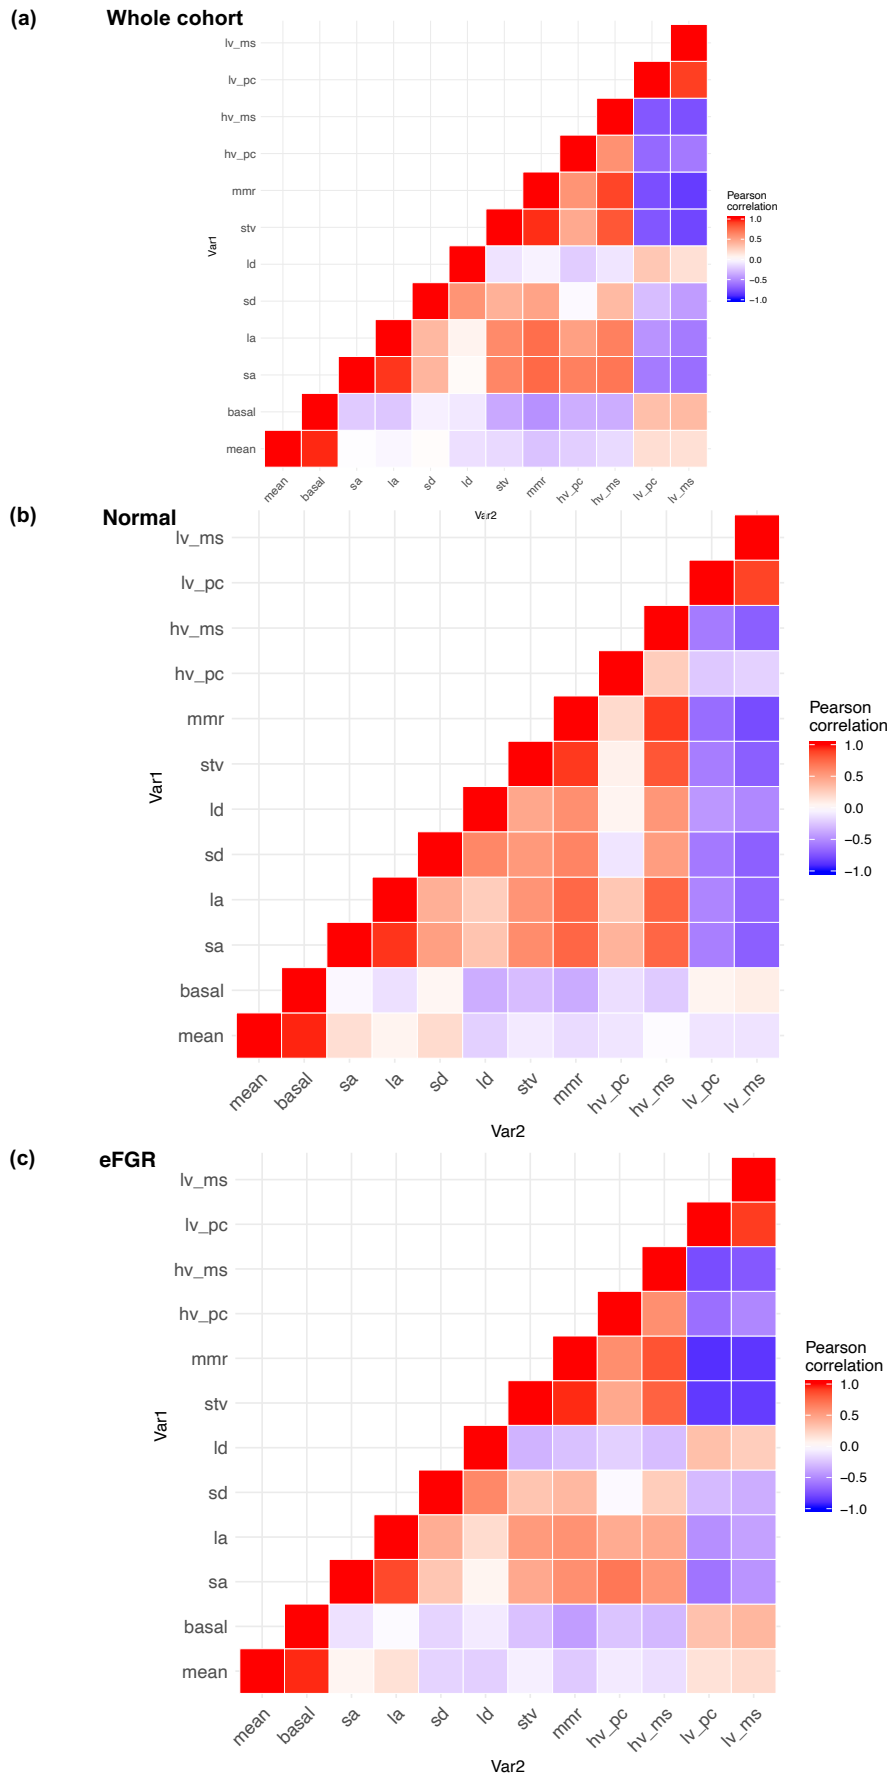 (a) Whole cohort
lv_ms
lv_pc
hv_ms
hv_pc
mmr
stv
ld
sd
la
sa
basal
mean
Var1
mean basal sa la sd ld stv mmr hv_pc hv_ms lv_pc lv_ms
Var2
Pearson
correlation
1.0
0.5
0.0
−0.5
−1.0
(b) Normal
lv_ms
lv_pc
hv_ms
hv_pc
mmr
stv
ld
sd
la
sa
basal
mean
Var1
mean basal sa la sd ld stv mmr hv_pc hv_ms lv_pc lv_ms
Var2
Pearson
correlation
1.0
0.5
0.0
−0.5
−1.0
(c) eFGR
lv_ms
lv_pc
hv_ms
hv_pc
mmr
stv
ld
sd
la
sa
basal
mean
Var1
mean basal sa la sd ld stv mmr hv_pc hv_ms lv_pc lv_ms
Var2
Pearson
correlation
1.0
0.5
0.0
−0.5
−1.0